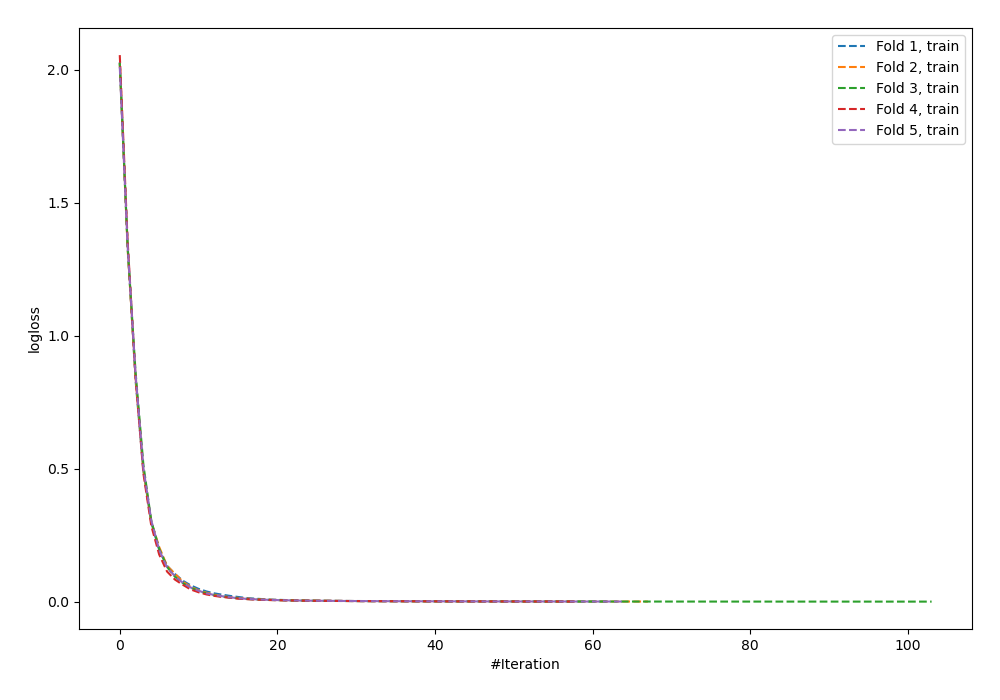 2.0
1.5
1.0
0.5
0.0
logloss
0 20 40 60 80 100
#Iteration
Fold 1, train
Fold 2, train
Fold 3, train
Fold 4, train
Fold 5, train